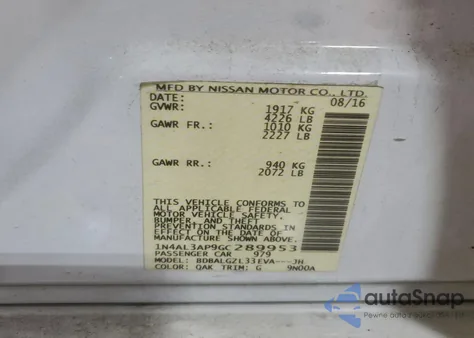 MFD BY NISSAN MOTOR CO., LTD.
DATE: 08/16
GVWR: 1917 KG
4226 LB
GAWR FR.: 1010 KG
2227 LB
GAWR RR.: 940 KG
2072 LB
THIS VEHICLE CONFORMS TO
ALL APPLICABLE FEDERAL
MOTOR VEHICLE SAFETY,
BUMPER, AND THEFT
PREVENTION STANDARDS IN
EFFECT ON THE DATE OF
MANUFACTURE SHOWN ABOVE.
1N4AL3AP9GC289953
PASSENGER CAR 979
MODEL: BDBALGZL33EVA---JH
COLOR: QAK TRIM: G 9N00A
autoSnap